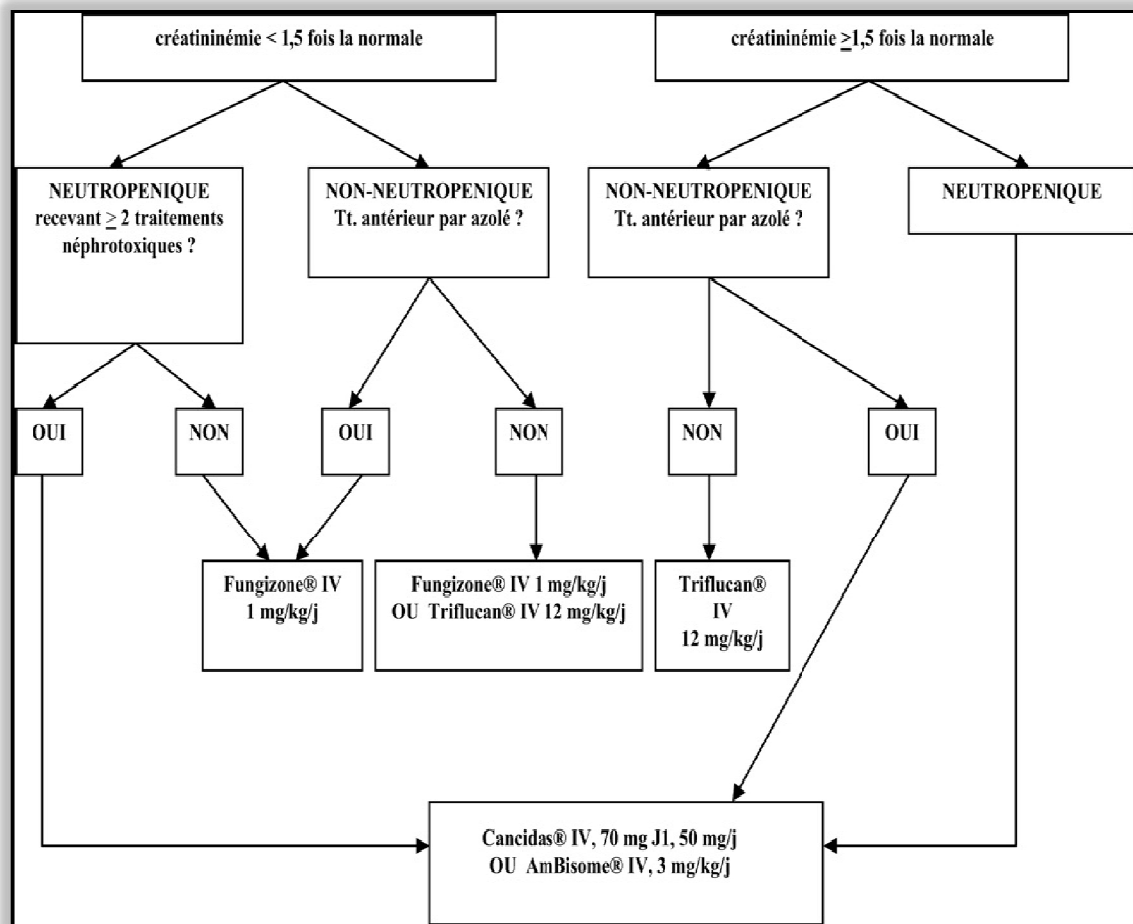 créatininémie < 1,5 fois la normale
créatininémie ≥1,5 fois la normale
NEUTROPENIQUE
recevant ≥ 2 traitements
néphrotoxiques ?
NON-NEUTROPENIQUE
Tt. antérieur par azolé ?
NON-NEUTROPENIQUE
Tt. antérieur par azolé ?
NEUTROPENIQUE
OUI
NON
OUI
NON
NON
OUI
Fungizone® IV
1 mg/kg/j
Fungizone® IV 1 mg/kg/j
OU Triflucan® IV 12 mg/kg/j
Triflucan®
IV
12 mg/kg/j
Cancidas® IV, 70 mg J1, 50 mg/j
OU AmBisome® IV, 3 mg/kg/j